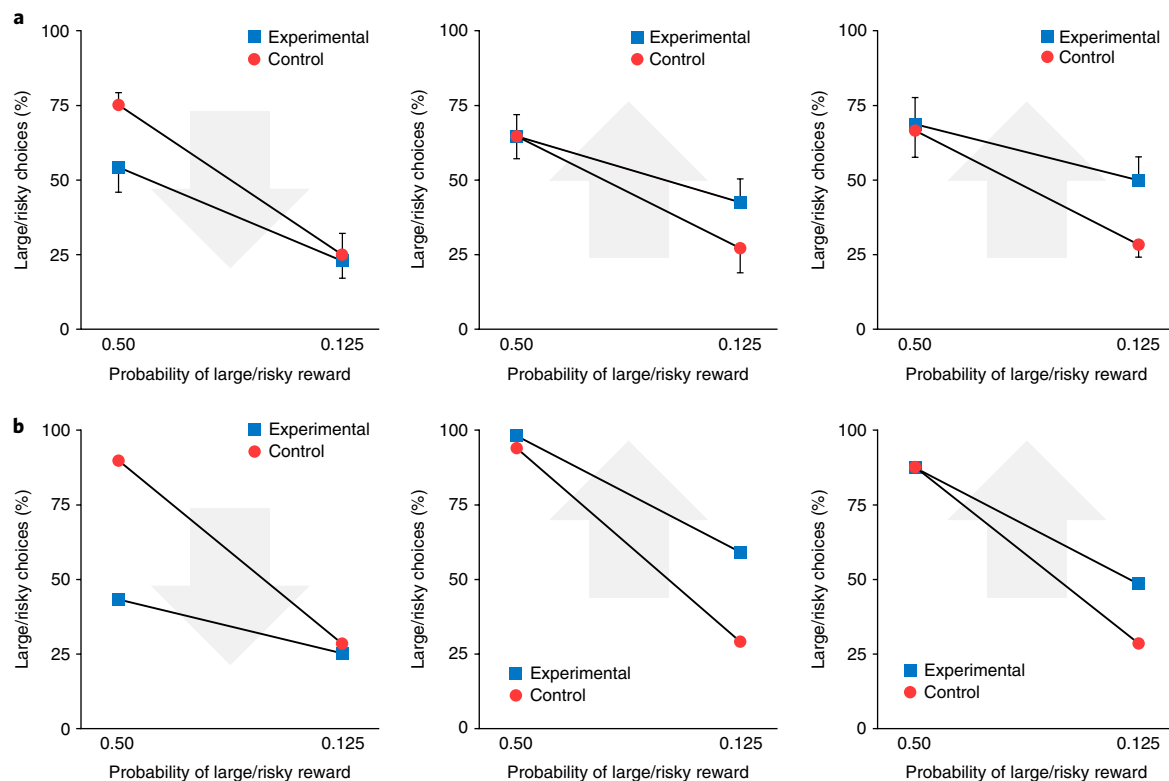 a
Large/risky choices (%)
100
75
50
25
0
0.50
0.125
Probability of large/risky reward
Experimental
Control
Large/risky choices (%)
100
75
50
25
0
0.50
0.125
Probability of large/risky reward
Experimental
Control
Large/risky choices (%)
100
75
50
25
0
0.50
0.125
Probability of large/risky reward
Experimental
Control
b
Large/risky choices (%)
100
75
50
25
0
0.50
0.125
Probability of large/risky reward
Experimental
Control
Large/risky choices (%)
100
75
50
25
0
0.50
0.125
Probability of large/risky reward
Experimental
Control
Large/risky choices (%)
100
75
50
25
0
0.50
0.125
Probability of large/risky reward
Experimental
Control